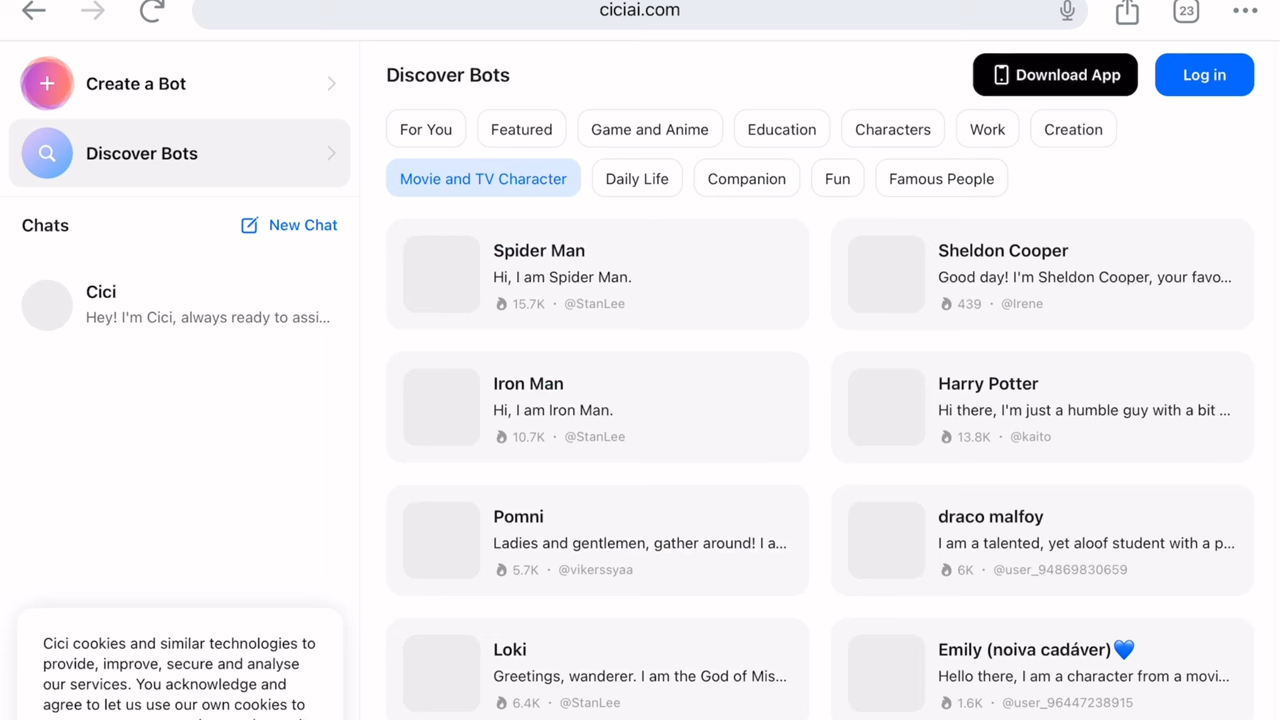 ciciai.com
23
Create a Bot
Discover Bots
Chats
New Chat
Cici
Hey! I'm Cici, always ready to assi...
Cici cookies and similar technologies to
provide, improve, secure and analyse
our services. You acknowledge and
agree to let us use our own cookies to
Discover Bots
Download App
Log in
For You
Featured
Game and Anime
Education
Characters
Work
Creation
Movie and TV Character
Daily Life
Companion
Fun
Famous People
Spider Man
Hi, I am Spider Man.
15.7K · @StanLee
Sheldon Cooper
Good day! I'm Sheldon Cooper, your favo...
439 · @Irene
Iron Man
Hi, I am Iron Man.
10.7K · @StanLee
Harry Potter
Hi there, I'm just a humble guy with a bit ...
13.8K · @kaito
Pomni
Ladies and gentlemen, gather around! I a...
5.7K · @vikerssyaa
draco malfoy
I am a talented, yet aloof student with a p...
6K · @user_94869830659
Loki
Greetings, wanderer. I am the God of Mis...
6.4K · @StanLee
Emily (noiva cadáver)💙
Hello there, I am a character from a movi...
1.6K · @user_96447238915